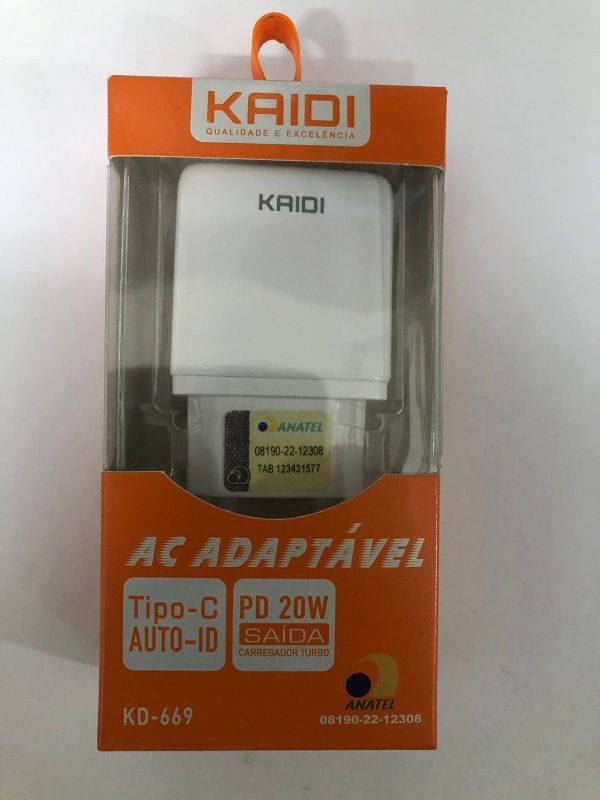 KAIDI
QUALIDADE E EXCELÊNCIA
KAIDI
ANATEL
08190-22-12308
TAB 123431577
AC ADAPTÁVEL
Tipo-C
AUTO-ID
PD 20W
SAÍDA
CARREGADOR TURBO
KD-669
ANATEL
08190-22-12308